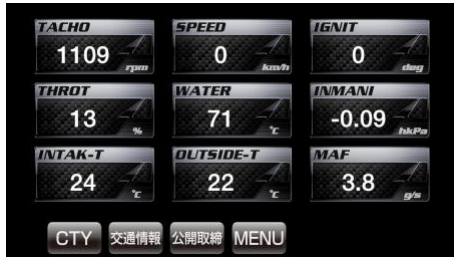 TACHO SPEED IGNIT
1109 rpm 0 km/h 0 deg
THROT WATER INMANI
13 % 71 ℃ -0.09 hkPa
INTAK-T OUTSIDE-T MAF
24 ℃ 22 ℃ 3.8 g/s
CTY 交通情報 公開取締 MENU